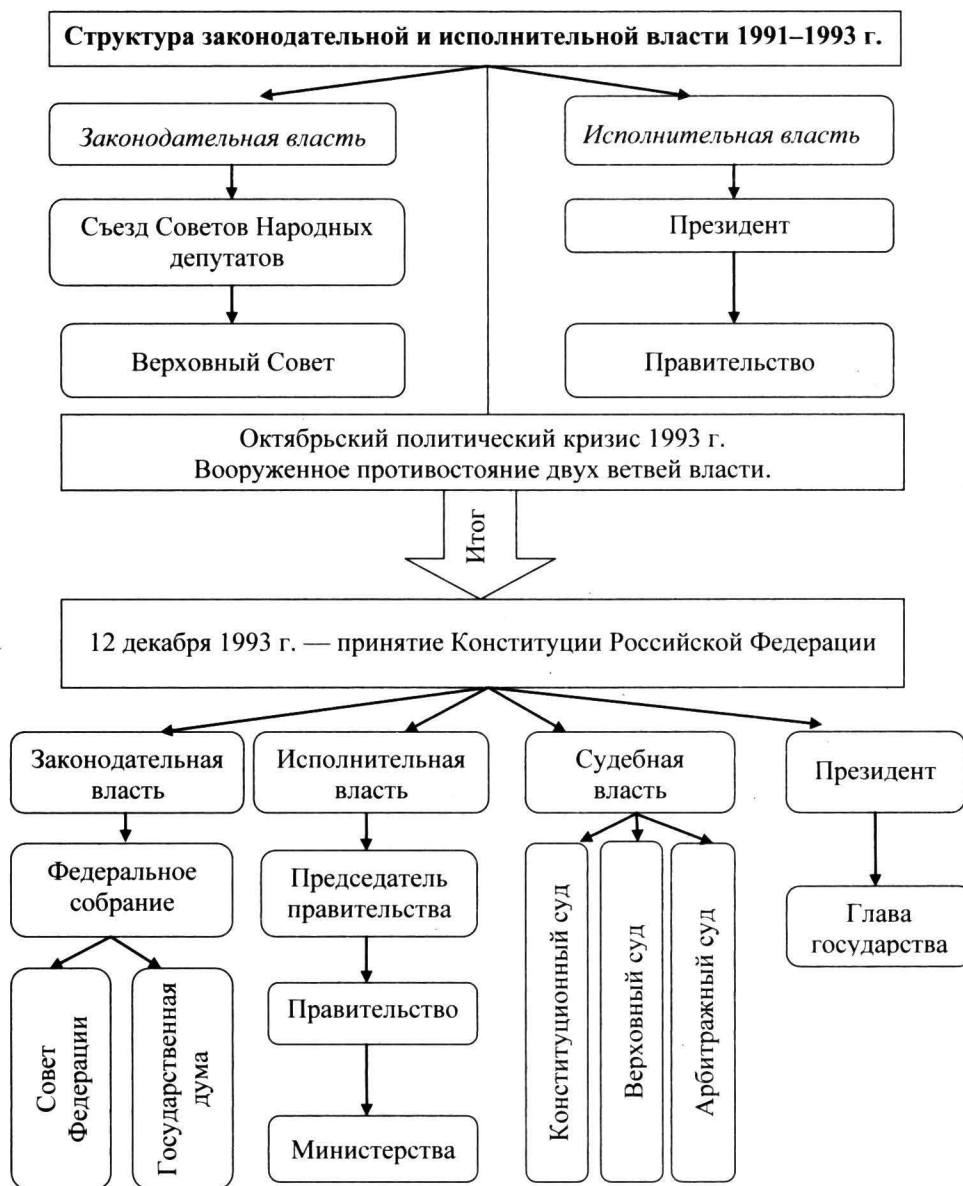 Структура законодательной и исполнительной власти 1991–1993 г.
Законодательная власть
Исполнительная власть
Съезд Советов Народных
депутатов
Президент
Верховный Совет
Правительство
Октябрьский политический кризис 1993 г.
Вооруженное противостояние двух ветвей власти.
Итог
12 декабря 1993 г. — принятие Конституции Российской Федерации
Законодательная
власть
Исполнительная
власть
Судебная
власть
Президент
Федеральное
собрание
Председатель
правительства
Глава
государства
Совет
Федерации
Государственная
дума
Правительство
Министерства
Конституционный суд
Верховный суд
Арбитражный суд